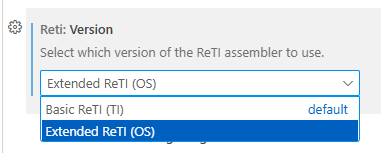 Reti: Version
Select which version of the ReTI assembler to use.
Extended ReTI (OS)
Basic ReTI (TI) default
Extended ReTI (OS)